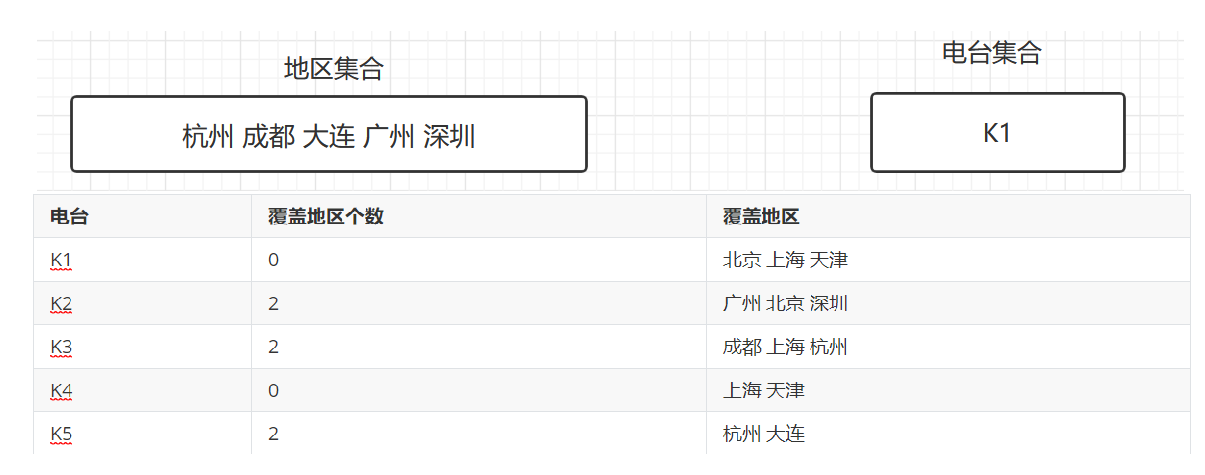 地区集合
电台集合
杭州 成都 大连 广州 深圳
K1
电台 覆盖地区个数 覆盖地区
K1 0 北京 上海 天津
K2 2 广州 北京 深圳
K3 2 成都 上海 杭州
K4 0 上海 天津
K5 2 杭州 大连